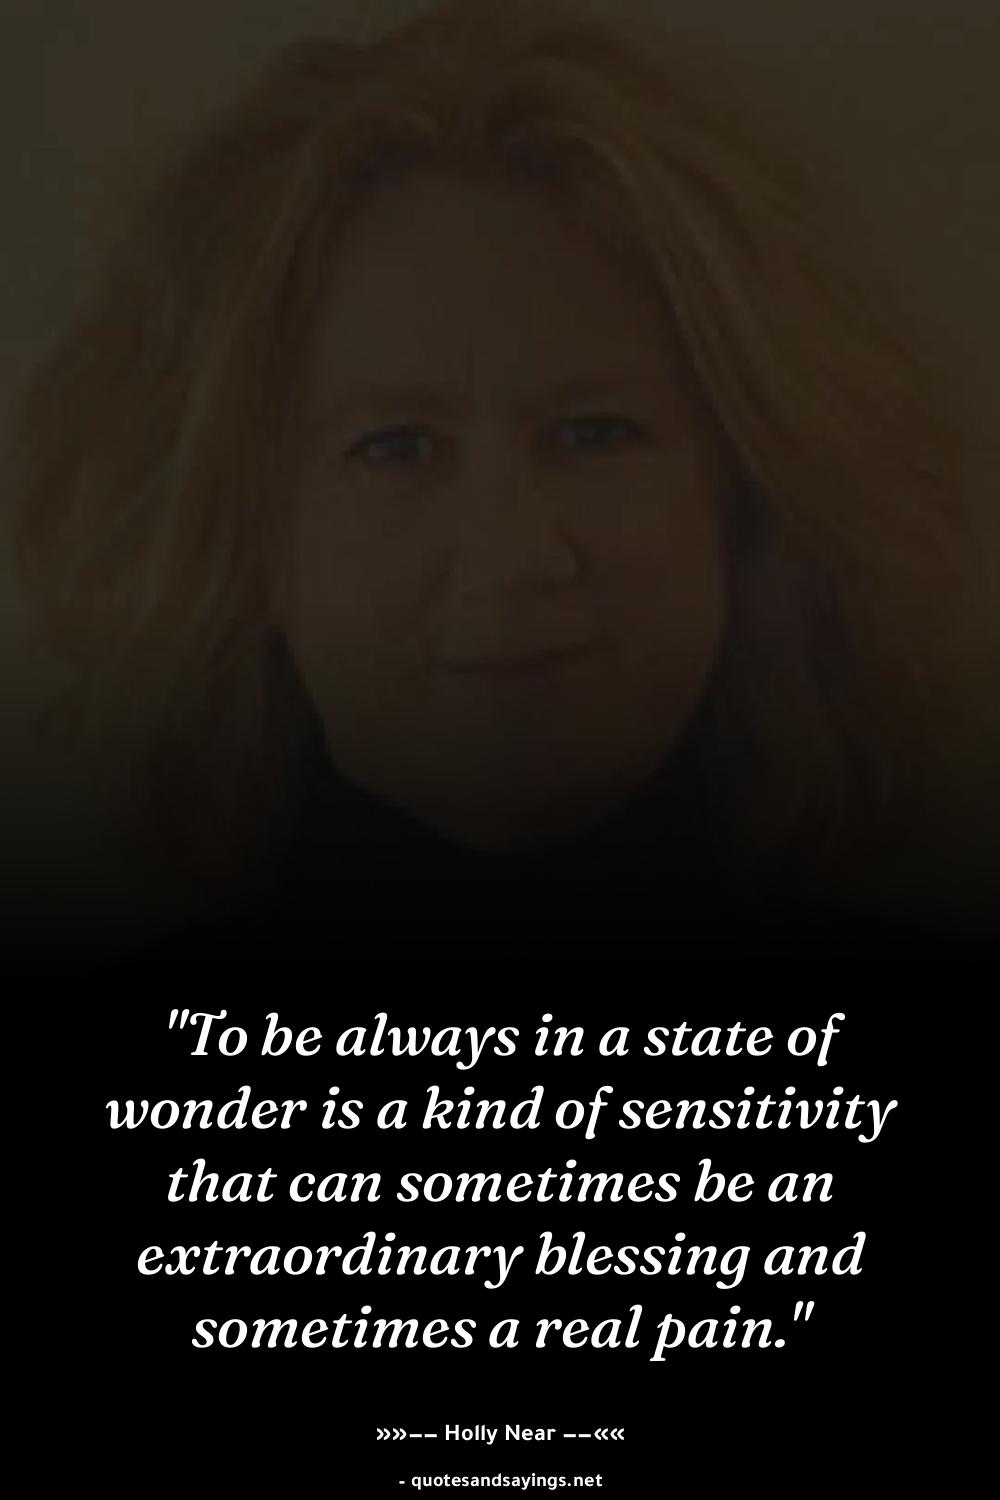 "To be always in a state of
wonder is a kind of sensitivity
that can sometimes be an
extraordinary blessing and
sometimes a real pain."
»»–– Holly Near ––««
- quotesandsayings.net